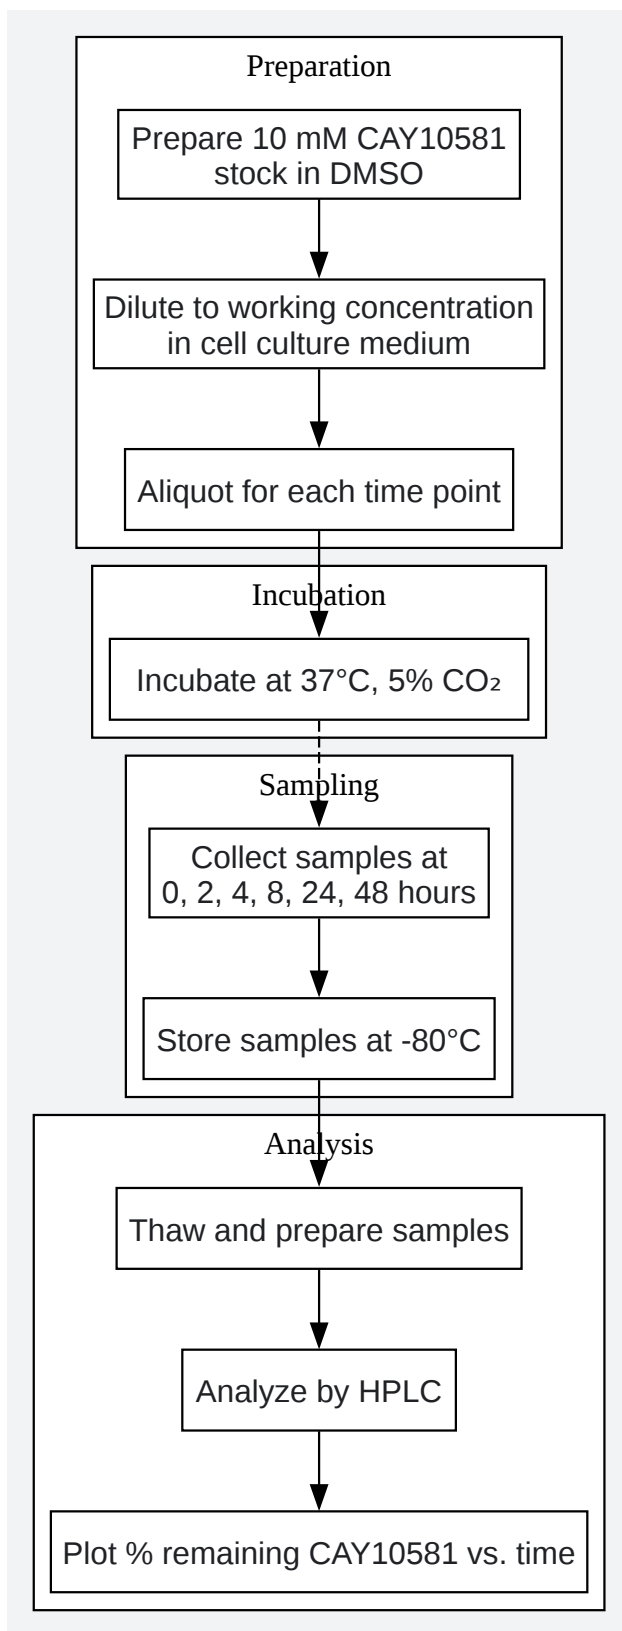 Preparation
Prepare 10 mM CAY10581
stock in DMSO
Dilute to working concentration
in cell culture medium
Aliquot for each time point
Incubation
Incubate at 37°C, 5% CO₂
Sampling
Collect samples at
0, 2, 4, 8, 24, 48 hours
Store samples at -80°C
Analysis
Thaw and prepare samples
Analyze by HPLC
Plot % remaining CAY10581 vs. time